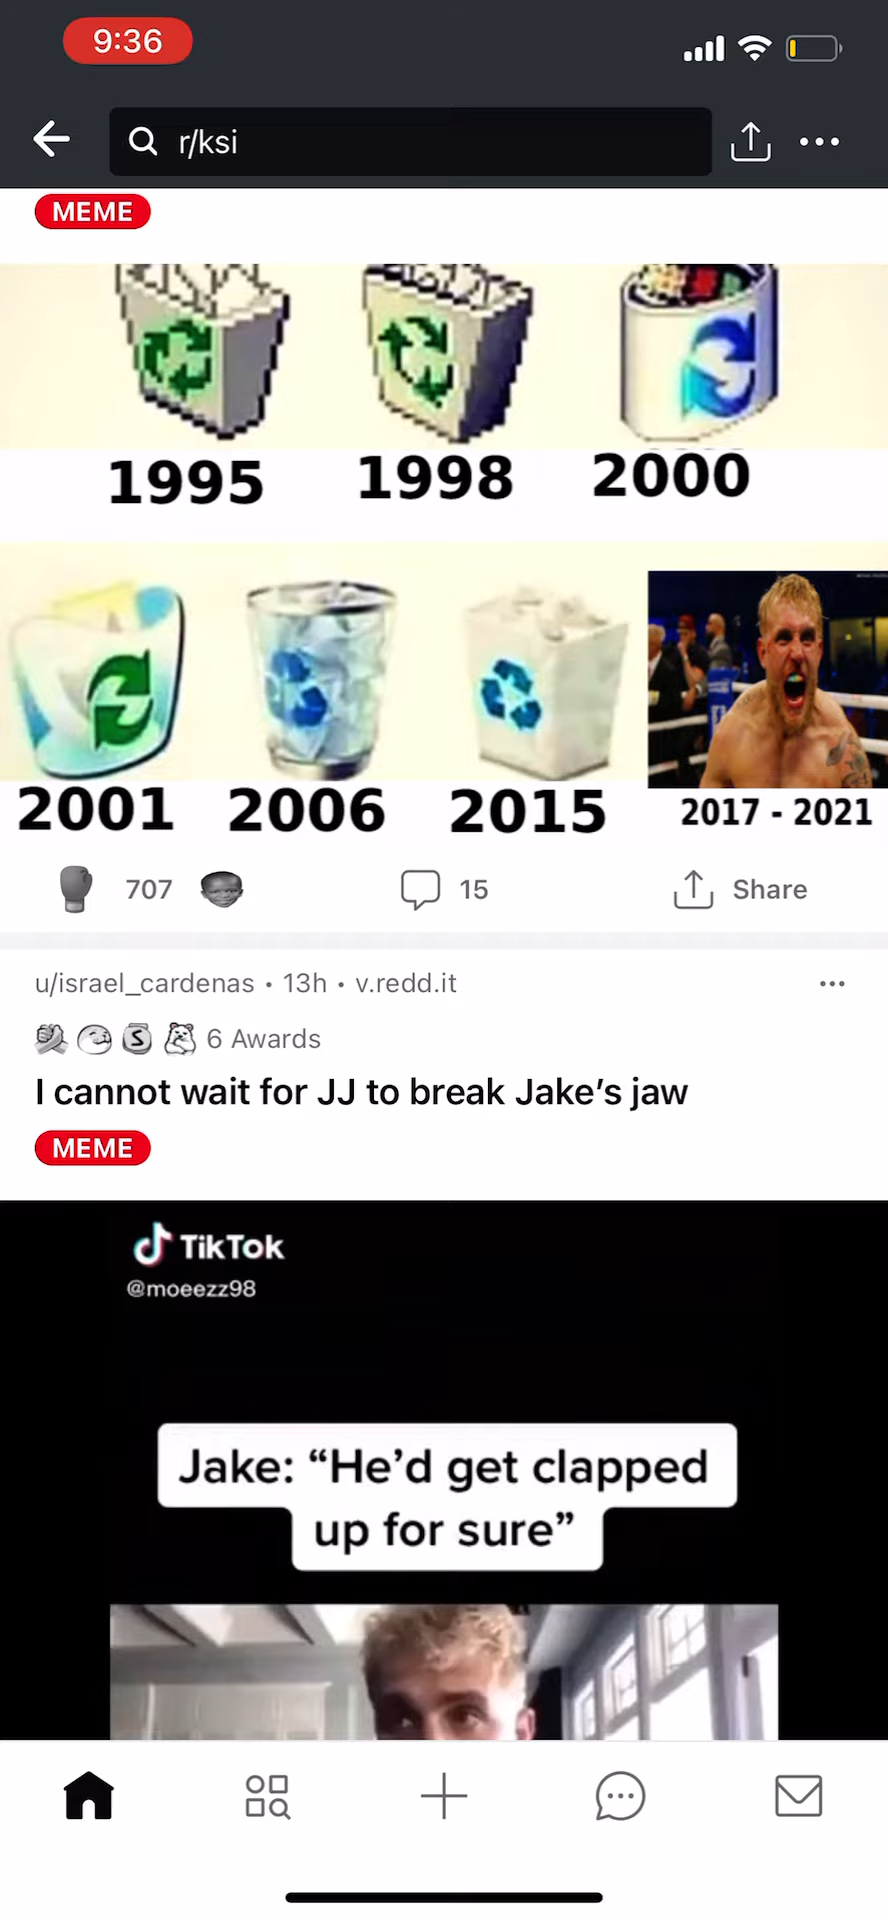 9:36
r/ksi
MEME
1995 1998 2000
2001 2006 2015 2017 - 2021
707 15 Share
u/israel_cardenas • 13h • v.redd.it
6 Awards
I cannot wait for JJ to break Jake’s jaw
MEME
TikTok
@moeezz98
Jake: “He’d get clapped
up for sure”